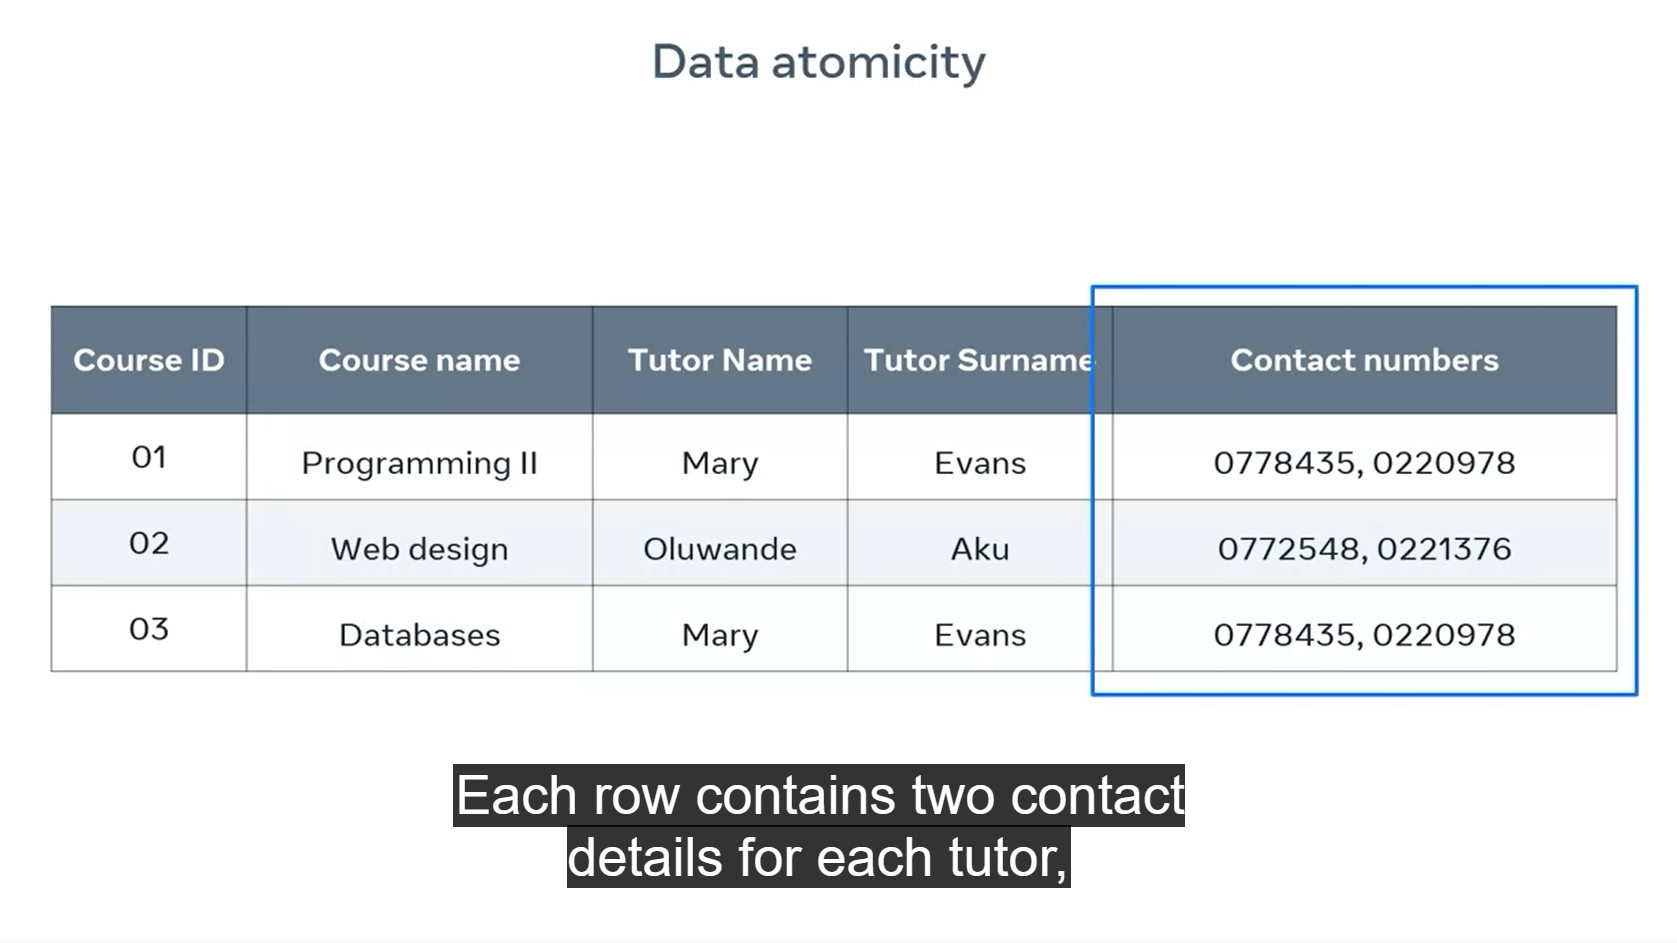 Data atomicity
Course ID Course name Tutor Name Tutor Surname Contact numbers
01 Programming II Mary Evans 0778435, 0220978
02 Web design Oluwande Aku 0772548, 0221376
03 Databases Mary Evans 0778435, 0220978
Each row contains two contact
details for each tutor,